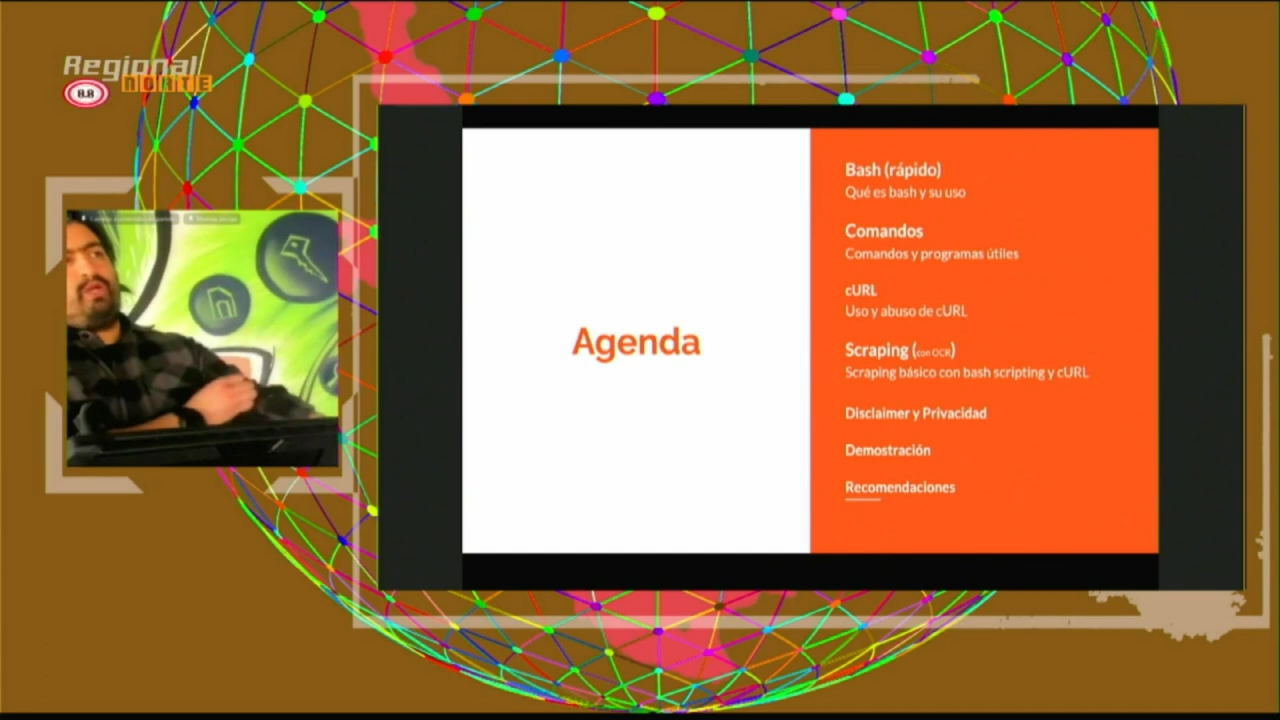 Regional
NORTE
8.8
Agenda
Bash (rápido)
Qué es bash y su uso
Comandos
Comandos y programas útiles
cURL
Uso y abuso de cURL
Scraping (con OCR)
Scraping básico con bash scripting y cURL
Disclaimer y Privacidad
Demostración
Recomendaciones